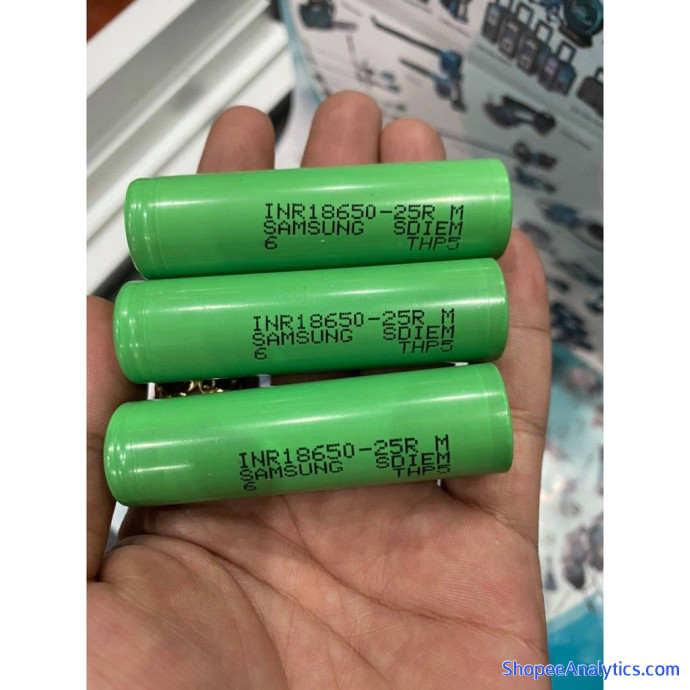 INR18650-25R M
SAMSUNG SDIEM
6 THP5
INR18650-25R M
SAMSUNG SDIEM
6 THP5
INR18650-25R M
SAMSUNG SDIEM
6 THP5
ShopeeAnalytics.com